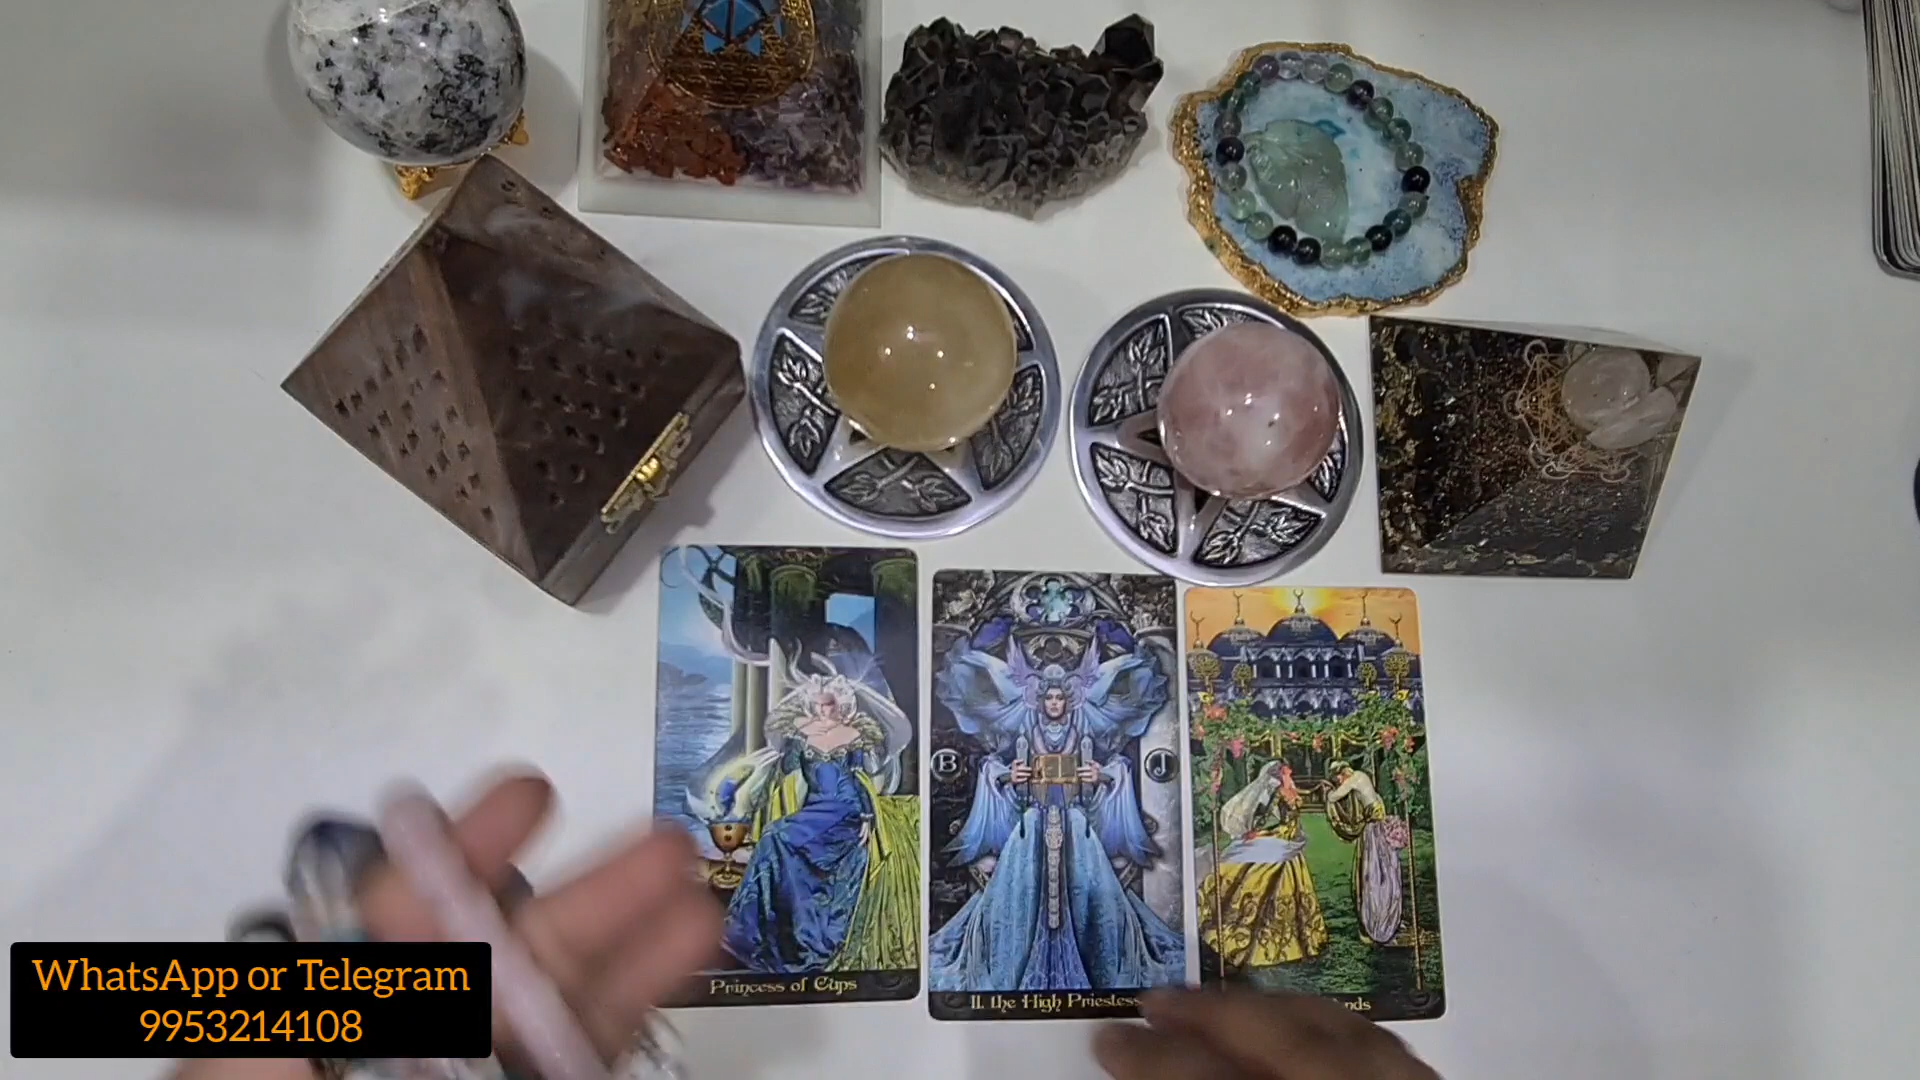 B
J
Princess of Cups
II. the High Priestess
WhatsApp or Telegram
9953214108